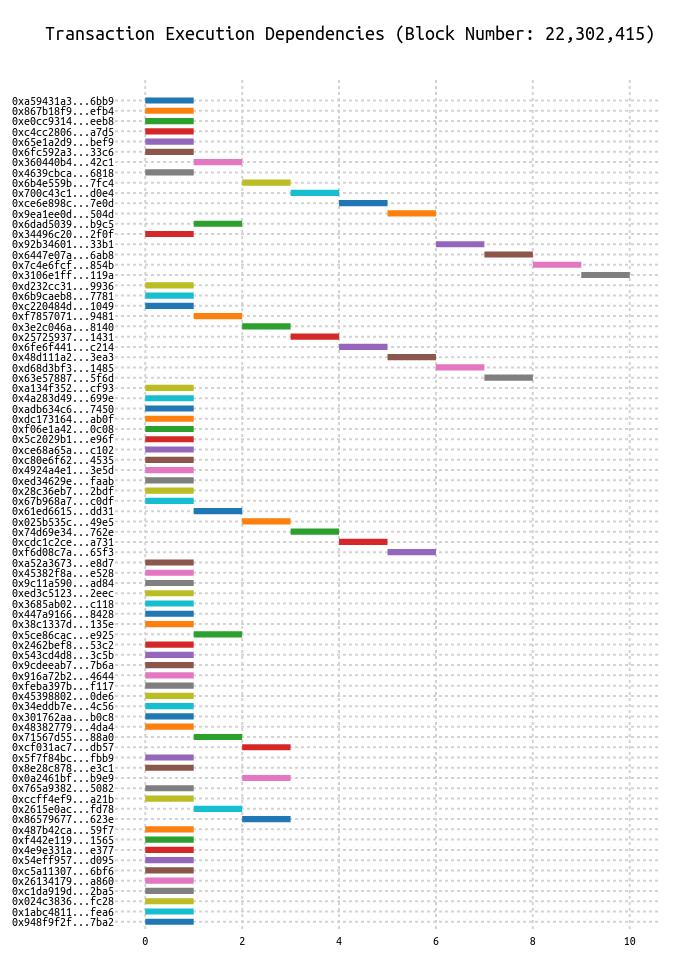 Transaction Execution Dependencies (Block Number: 22,302,415)
0xa59431a3...6bb9
0x867b18f9...efb4
0xe0cc9314...eeb8
0xc4cc2806...a7d5
0x65e1a2d9...bef9
0x6fc592a3...33c6
0x360440b4...42c1
0x4639cbca...6818
0x6b4e559b...7fc4
0x700c43c1...d0e4
0xce6e898c...7e0d
0x9ea1ee0d...504d
0x6dad5039...b9c5
0x34496c20...2f0f
0x92b34601...33b1
0x6447e07a...6ab8
0x7c4e6fcf...854b
0x3106e1ff...119a
0xd232cc31...9936
0x6b9caeb8...7781
0xc220484d...1049
0xf7857071...9481
0x3e2c046a...8140
0x25725937...1431
0x6fe6f441...c214
0x48d111a2...3ea3
0xd68d3bf3...1485
0x63e57887...5f6d
0xa134f352...cf93
0x4a283d49...699e
0xadb634c6...7450
0xdc173164...ab0f
0xf06e1a42...0c08
0x5c2029b1...e96f
0xce68a65a...c102
0xc80e6f62...4535
0x4924a4e1...3e5d
0xed34629e...faab
0x28c36eb7...2bdf
0x67b968a7...c0df
0x61ed6615...dd31
0x025b535c...49e5
0x74d69e34...762e
0xcdc1c2ce...a731
0xf6d08c7a...65f3
0xa52a3673...e8d7
0x45382f8a...e528
0x9c11a590...ad84
0xed3c5123...2eec
0x3685ab02...c118
0x447a9166...8428
0x38c1337d...135e
0x5ce86cac...e925
0x2462bef8...53c2
0x543cd4d8...3c5b
0x9cdeeab7...7b6a
0x916a72b2...4644
0xfeba397b...f117
0x45398802...0de6
0x34eddb7e...4c56
0x301762aa...b0c8
0x48382779...4da4
0x71567d55...88a0
0xcf031ac7...db57
0x5f7f84bc...fbb9
0x8e28c878...e3c1
0x0a2461bf...b9e9
0x765a9382...5082
0xccff4ef9...a21b
0x2615e0ac...fd78
0x86579677...623e
0x487b42ca...59f7
0xf442e119...1565
0x4e9e331a...e377
0x54eff957...d095
0xc5a11307...6bf6
0x26134179...a860
0xc1da919d...2ba5
0x024c3836...fc28
0x1abc4811...fea6
0x948f9f2f...7ba2
0 2 4 6 8 10